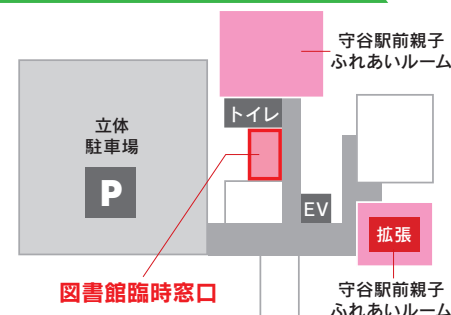 守谷駅前親子
ふれあいルーム
トイレ
立体
駐車場
P
EV
拡張
図書館臨時窓口
守谷駅前親子
ふれあいルーム